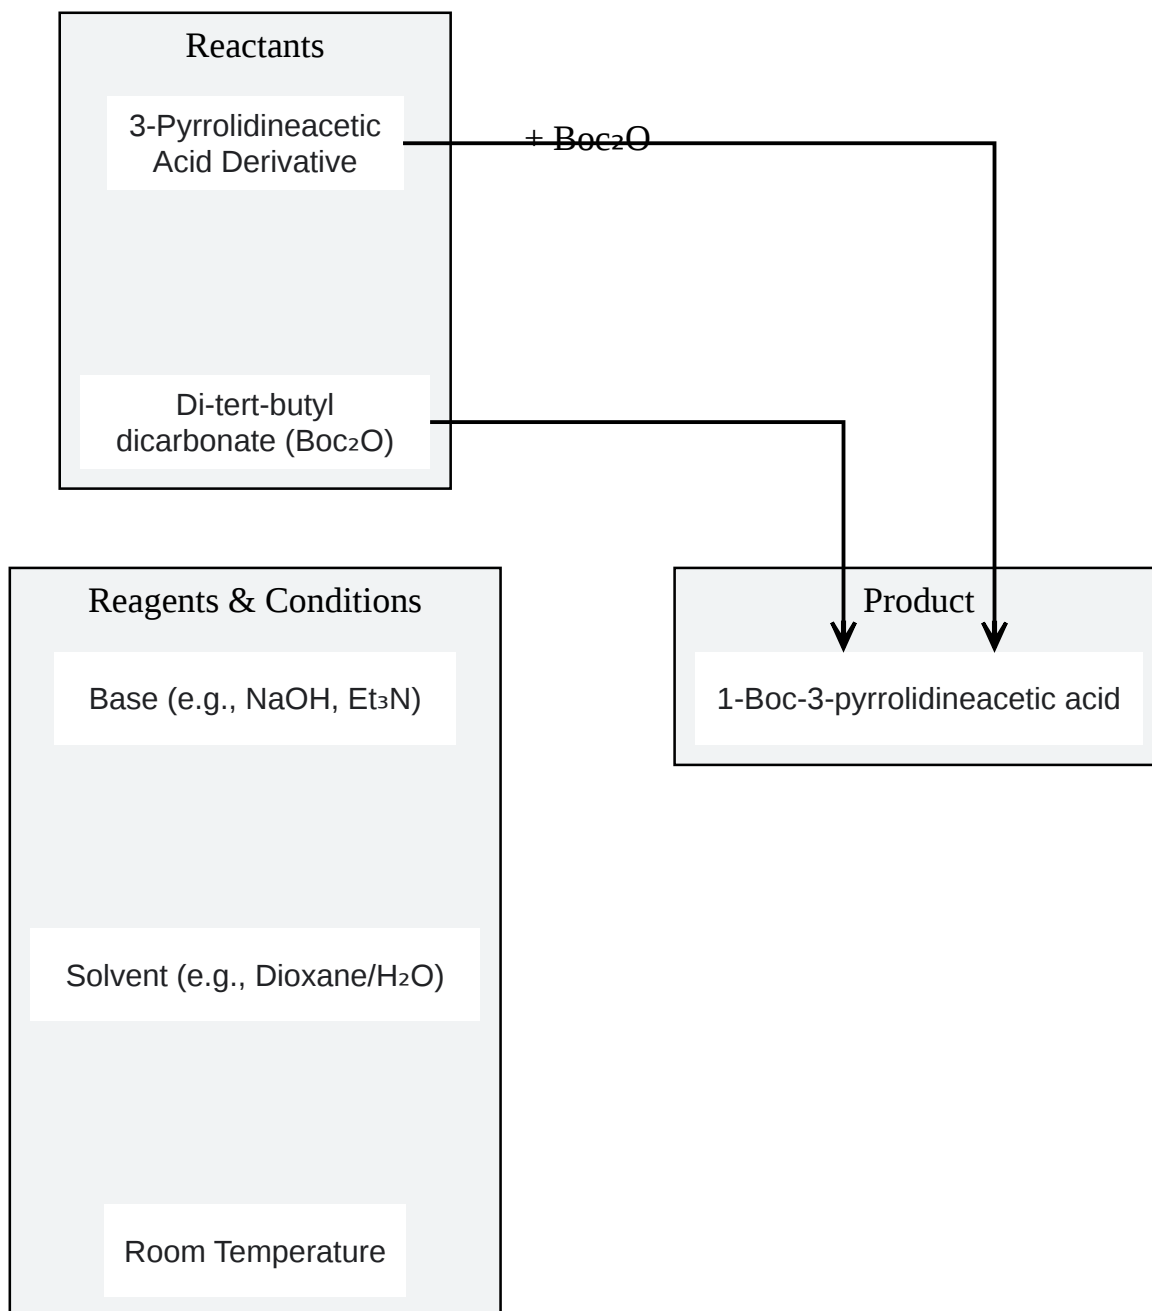 Reactants
3-Pyrrolidineacetic
Acid Derivative
+ Boc₂O
Di-tert-butyl
dicarbonate (Boc₂O)
Reagents & Conditions
Base (e.g., NaOH, Et₃N)
Solvent (e.g., Dioxane/H₂O)
Room Temperature
Product
1-Boc-3-pyrrolidineacetic acid